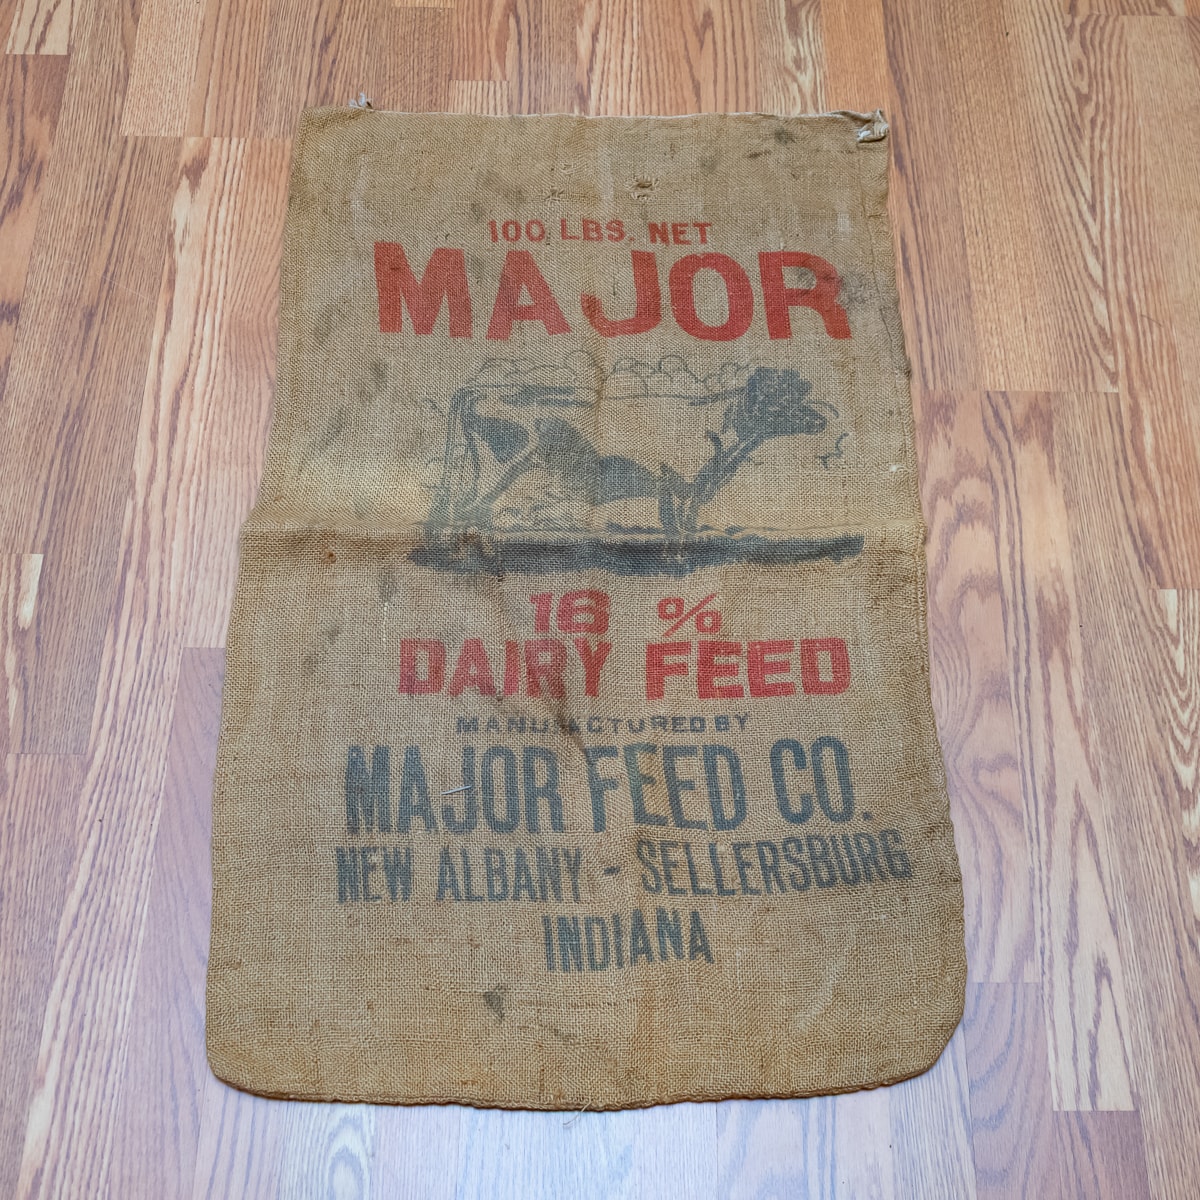 100 LBS. NET
MAJOR
16 %
DAIRY FEED
MANUFACTURED BY
MAJOR FEED CO.
NEW ALBANY - SELLERSBURG
INDIANA